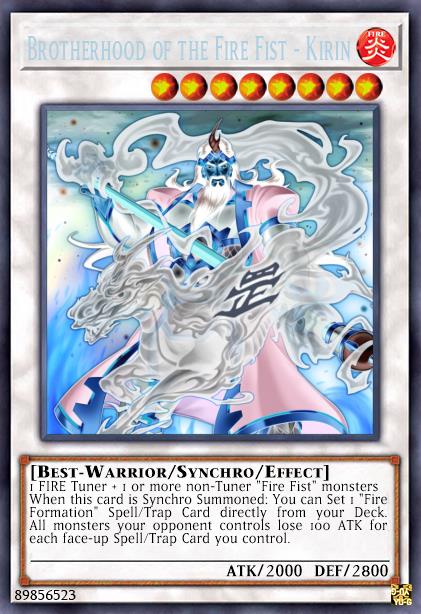 Brotherhood of the Fire Fist - Kirin
FIRE
炎
[Best-Warrior/Synchro/Effect]
1 FIRE Tuner + 1 or more non-Tuner "Fire Fist" monsters
When this card is Synchro Summoned: You can Set 1 "Fire
Formation" Spell/Trap Card directly from your Deck.
All monsters your opponent controls lose 100 ATK for
each face-up Spell/Trap Card you control.
ATK/2000 DEF/2800
89856523